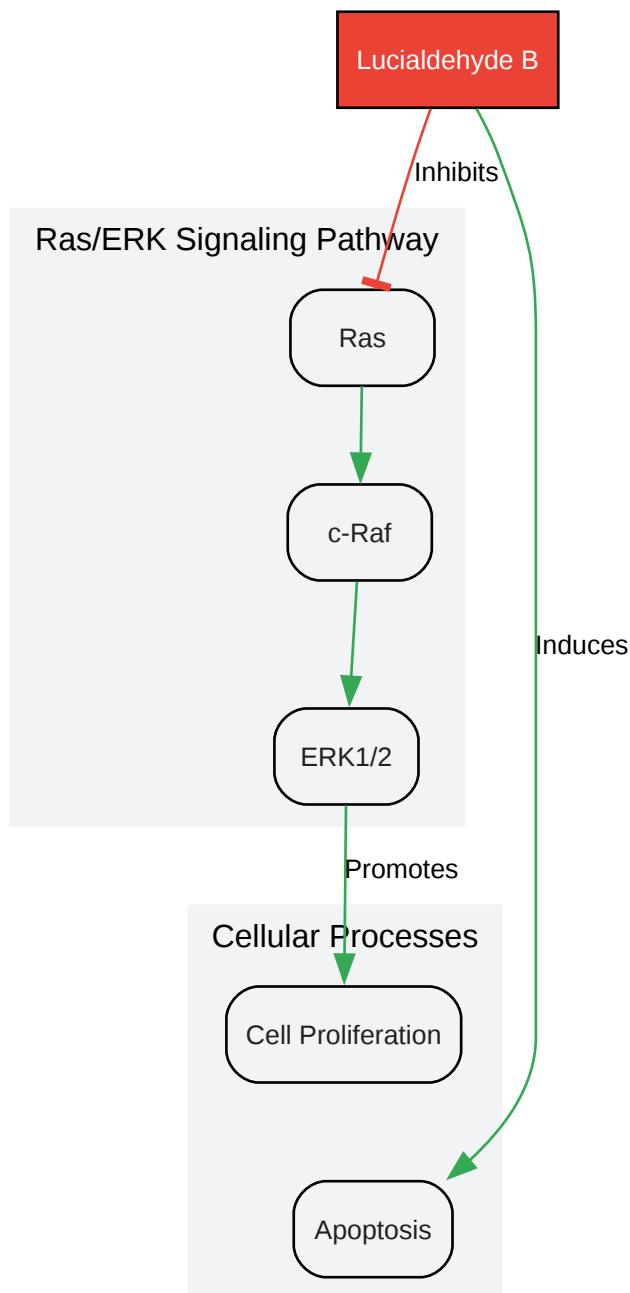 Lucialdehyde B
Inhibits
Ras/ERK Signaling Pathway
Ras
c-Raf
Induces
ERK1/2
Promotes
Cellular Processes
Cell Proliferation
Apoptosis